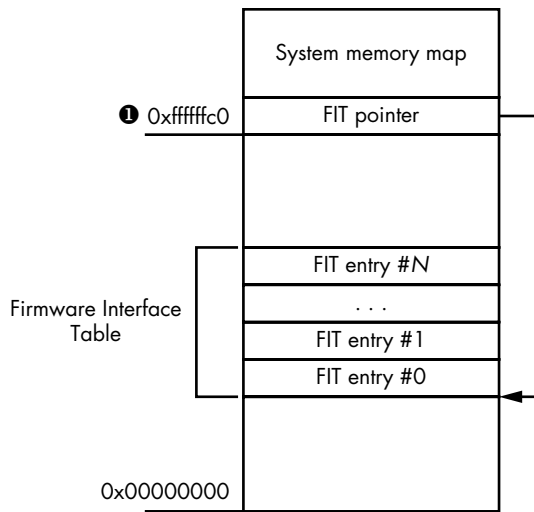 System memory map
❶ 0xffffffc0
FIT pointer
FIT entry #N
. . .
Firmware Interface
Table
FIT entry #1
FIT entry #0
0x00000000